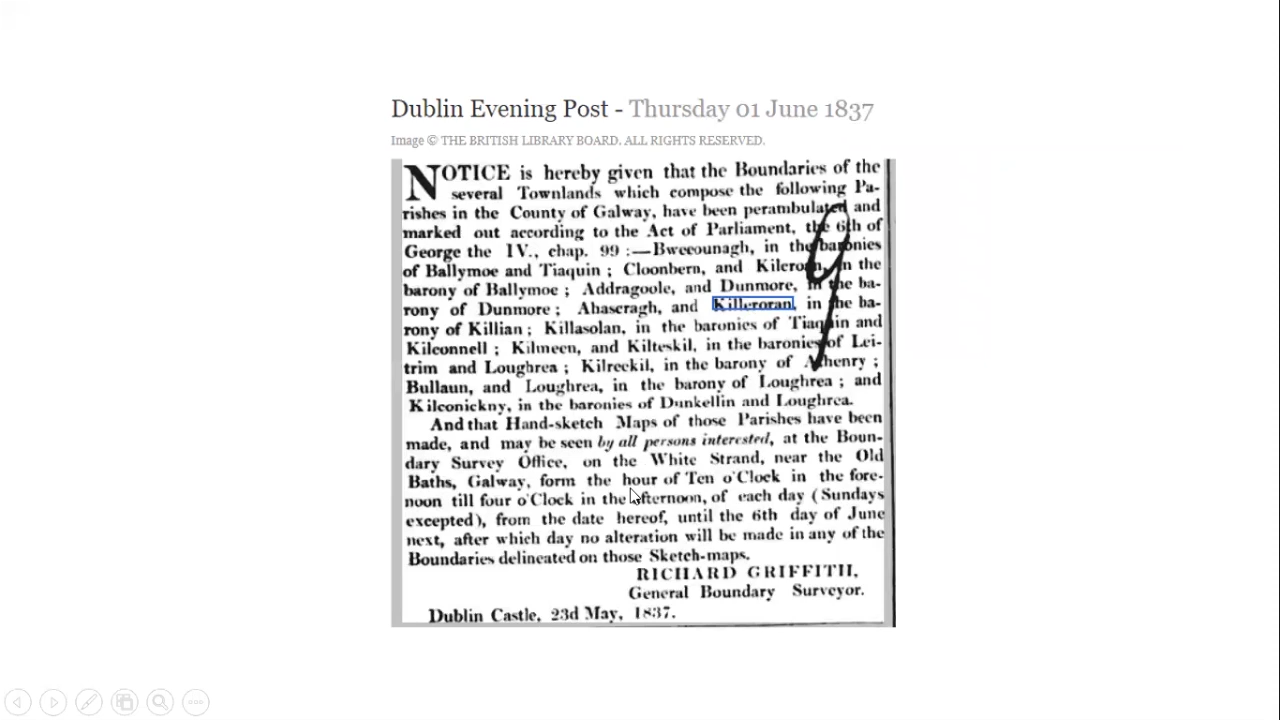 Dublin Evening Post - Thursday 01 June 1837
Image © THE BRITISH LIBRARY BOARD. ALL RIGHTS RESERVED.
NOTICE is hereby given that the Boundaries of the
several Townlands which compose the following Pa-
rishes in the County of Galway, have been perambulated and
marked out according to the Act of Parliament, the 6th of
George the IV., chap. 99 :—Bweeounagh, in the baronies
of Ballymoe and Tiaquin ; Cloonbern, and Kileroan, in the
barony of Ballymoe ; Addragoole, and Dunmore, in the ba-
rony of Dunmore ; Ahascragh, and Killeroran, in the ba-
rony of Killian ; Killasolan, in the baronies of Tiaquin and
Kilconnell ; Kilmeen, and Kilteskil, in the baronies of Lei-
trim and Loughrea ; Kilreekil, in the barony of Athenry ;
Bullaun, and Loughrea, in the barony of Loughrea ; and
Kilconickny, in the baronies of Dunkellin and Loughrea.
And that Hand-sketch Maps of those Parishes have been
made, and may be seen by all persons interested, at the Boun-
dary Survey Office, on the White Strand, near the Old
Baths, Galway, form the hour of Ten o'Clock in the fore-
noon till four o'Clock in the afternoon, of each day (Sundays
excepted), from the date hereof, until the 6th day of June
next, after which day no alteration will be made in any of the
Boundaries delineated on those Sketch-maps.
RICHARD GRIFFITH,
General Boundary Surveyor.
Dublin Castle, 23d May, 1837.